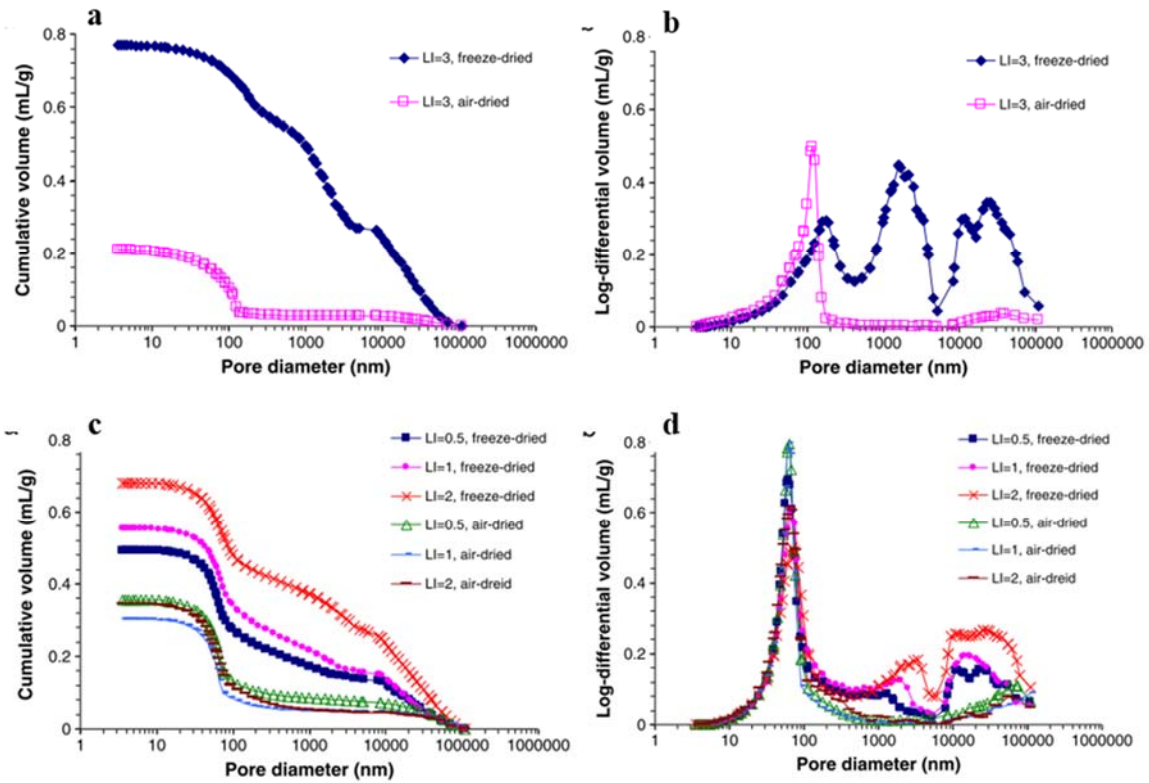 a
Cumulative volume (mL/g)
0.8
0.6
0.4
0.2
0
1 10 100 1000 10000 100000 1000000
Pore diameter (nm)
LI=3, freeze-dried
LI=3, air-dried
b
Log-differential volume (mL/g)
0.8
0.6
0.4
0.2
0
1 10 100 1000 10000 100000 1000000
Pore diameter (nm)
LI=3, freeze-dried
LI=3, air-dried
c
Cumulative volume (mL/g)
0.8
0.6
0.4
0.2
0
1 10 100 1000 10000 100000 1000000
Pore diameter (nm)
LI=0.5, freeze-dried
LI=1, freeze-dried
LI=2, freeze-dried
LI=0.5, air-dried
LI=1, air-dried
LI=2, air-dreid
d
Log-differential volume (mL/g)
0.8
0.6
0.4
0.2
0
1 10 100 1000 10000 100000 1000000
Pore diameter (nm)
LI=0.5, freeze-dried
LI=1, freeze-dried
LI=2, freeze-dried
LI=0.5, air-dried
LI=1, air-dried
LI=2, air-dreid